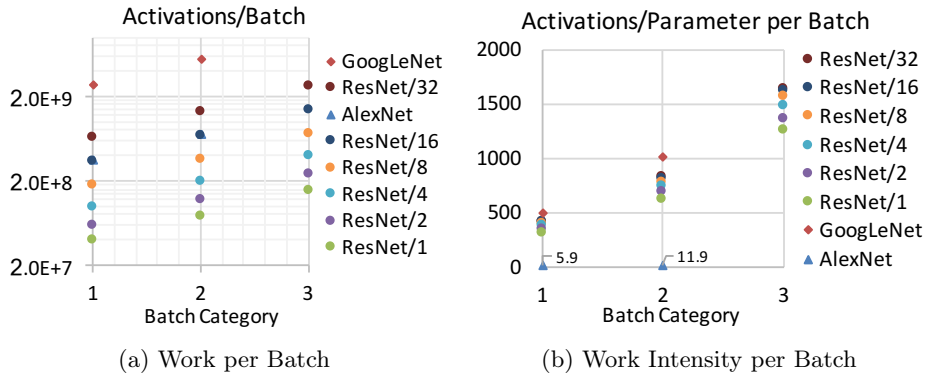 Activations/Batch
2.0E+9
2.0E+8
2.0E+7
1 2 3
Batch Category
GoogLeNet
ResNet/32
AlexNet
ResNet/16
ResNet/8
ResNet/4
ResNet/2
ResNet/1
(a) Work per Batch
Activations/Parameter per Batch
2000
1500
1000
500
0
5.9
11.9
1 2 3
Batch Category
ResNet/32
ResNet/16
ResNet/8
ResNet/4
ResNet/2
ResNet/1
GoogLeNet
AlexNet
(b) Work Intensity per Batch